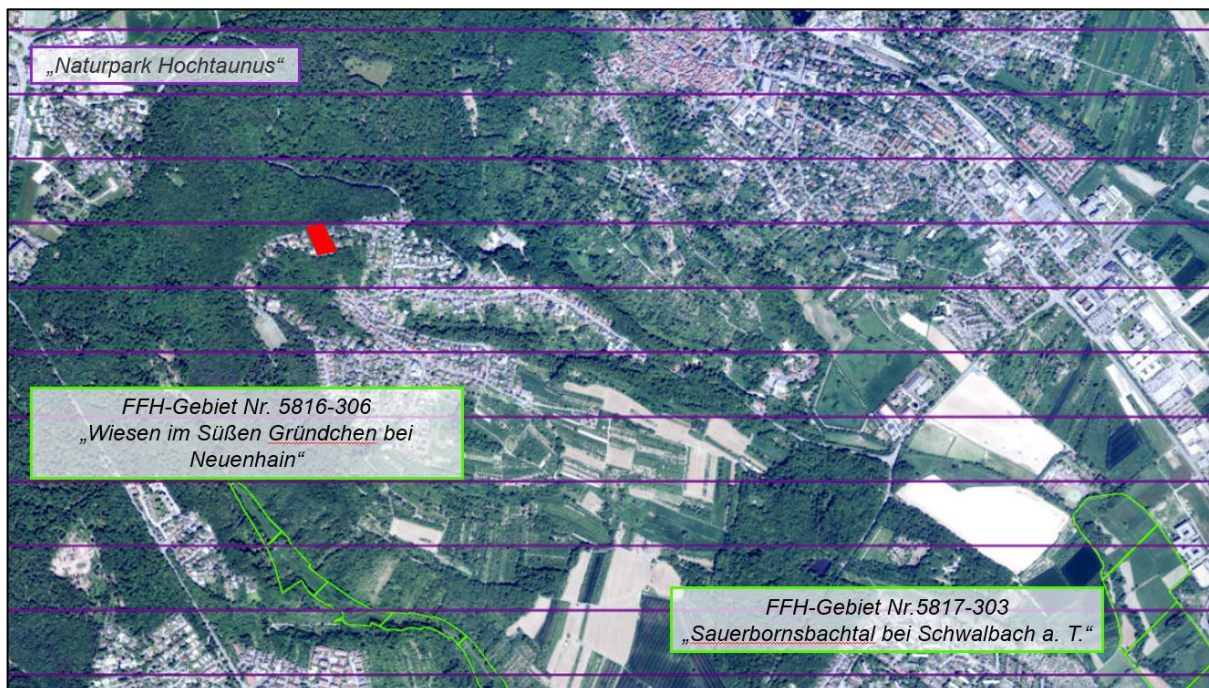 „Naturpark Hochtaunus“
FFH-Gebiet Nr. 5816-306
„Wiesen im Süßen Gründchen bei
Neuenhain“
FFH-Gebiet Nr.5817-303
„Sauerbornsbachtal bei Schwalbach a. T.“